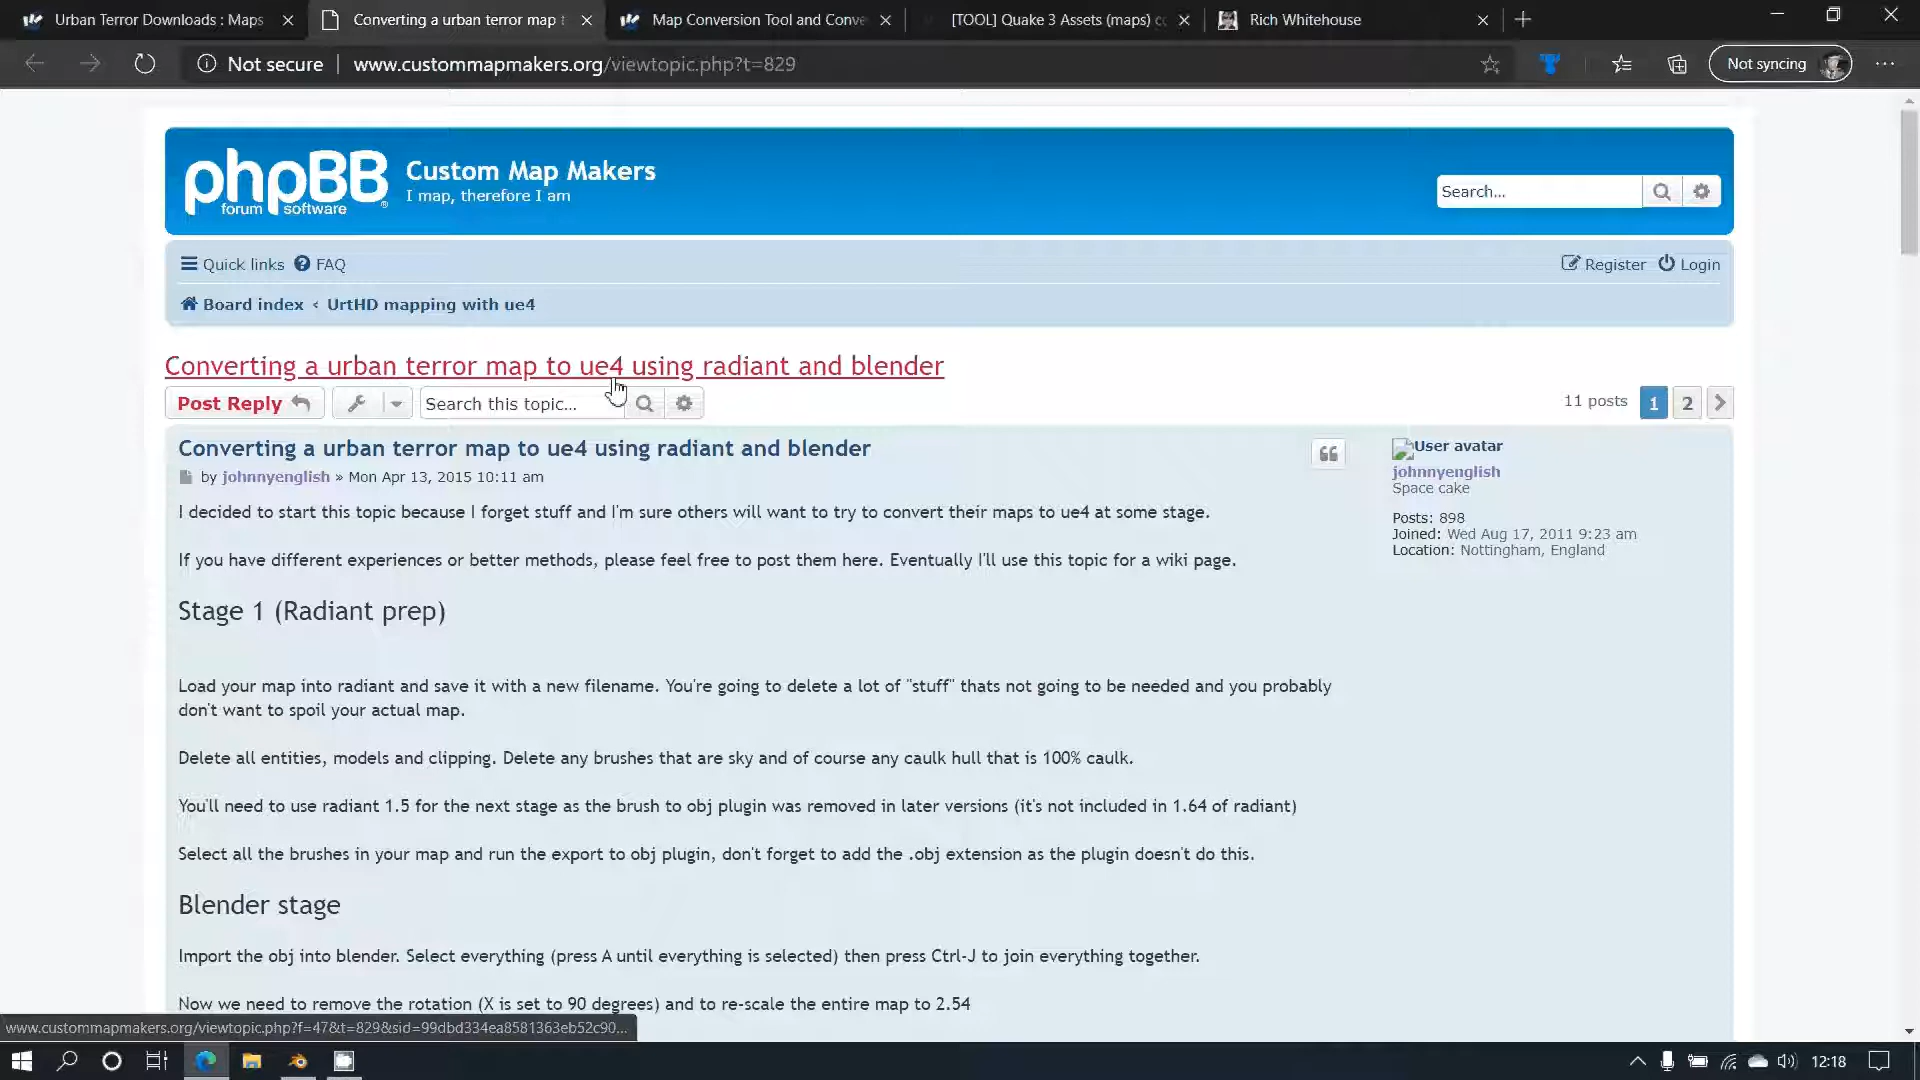 Urban Terror Downloads : Maps
Converting a urban terror map
Map Conversion Tool and Conve
[TOOL] Quake 3 Assets (maps) c
Rich Whitehouse
Not secure
www.custommapmakers.org/viewtopic.php?t=829
Not syncing
phpBB
forum software
Custom Map Makers
I map, therefore I am
Search...
Quick links
FAQ
Register
Login
Board index ‹ UrtHD mapping with ue4
Converting a urban terror map to ue4 using radiant and blender
Post Reply
Search this topic...
11 posts
1
2
Converting a urban terror map to ue4 using radiant and blender
by johnnyenglish » Mon Apr 13, 2015 10:11 am
User avatar
johnnyenglish
Space cake
Posts: 898
Joined: Wed Aug 17, 2011 9:23 am
Location: Nottingham, England
I decided to start this topic because I forget stuff and I'm sure others will want to try to convert their maps to ue4 at some stage.
If you have different experiences or better methods, please feel free to post them here. Eventually I'll use this topic for a wiki page.
Stage 1 (Radiant prep)
Load your map into radiant and save it with a new filename. You're going to delete a lot of "stuff" thats not going to be needed and you probably
don't want to spoil your actual map.
Delete all entities, models and clipping. Delete any brushes that are sky and of course any caulk hull that is 100% caulk.
You'll need to use radiant 1.5 for the next stage as the brush to obj plugin was removed in later versions (it's not included in 1.64 of radiant)
Select all the brushes in your map and run the export to obj plugin, don't forget to add the .obj extension as the plugin doesn't do this.
Blender stage
Import the obj into blender. Select everything (press A until everything is selected) then press Ctrl-J to join everything together.
Now we need to remove the rotation (X is set to 90 degrees) and to re-scale the entire map to 2.54
www.custommapmakers.org/viewtopic.php?f=47&t=829&sid=99dbd334ea8581363eb52c90...
12:18